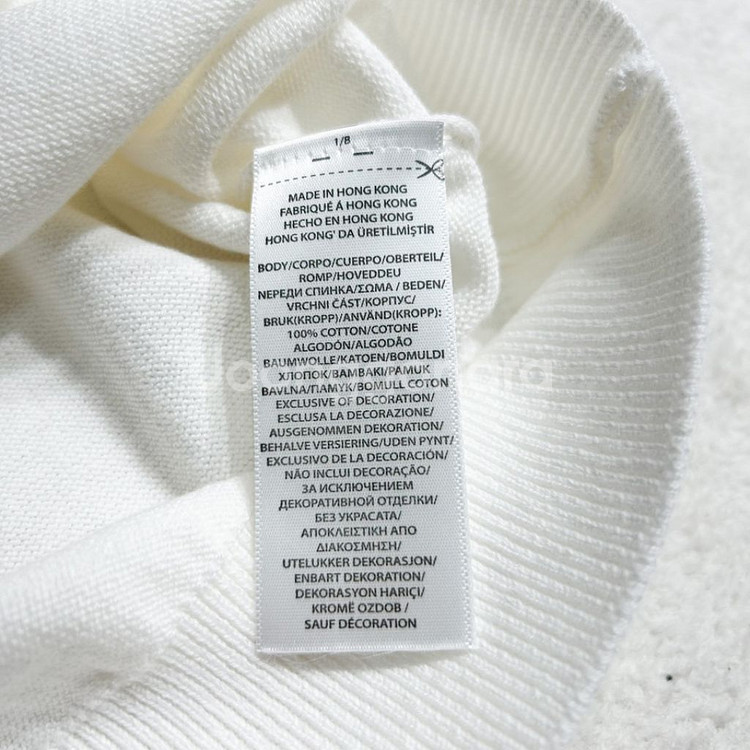 1/8
MADE IN HONG KONG
FABRIQUÉ Á HONG KONG
HECHO EN HONG KONG
HONG KONG' DA ÜRETİLMİŞTİR
BODY/CORPO/CUERPO/OBERTEIL/
ROMP/HOVEDDEU
NЕРЕДИ СПИНКА/ΣΩΜΑ / BEDEN/
VRCHNI ČÁST/КОРПУС/
BRUK(KROPP)/ANVÄND(KROPP):
100% COTTON/COTONE
ALGODÓN/ALGODÃO
BAUMWOLLE/KATOEN/BOMULDI
ХЛОПОК/ΒΑΜΒΑΚΙ/PAMUK
BAVLNA/ПАМУК/BOMULL COTON
EXCLUSIVE OF DECORATION/
ESCLUSA LA DECORAZIONE/
AUSGENOMMEN DEKORATION/
BEHALVE VERSIERING/UDEN PYNT/
EXCLUSIVO DE LA DECORACIÓN/
NÃO INCLUI DECORAÇÃO/
ЗА ИСКЛЮЧЕНИЕМ
ДЕКОРАТИВНОЙ ОТДЕЛКИ/
БЕЗ УКРАСАТА/
ΑΠΟΚΛΕΙΣΤΙΚΗ ΑΠΟ
ΔΙΑΚΟΣΜΗΣΗ/
UTELUKKER DEKORASJON/
ENBART DEKORATION/
DEKORASYON HARIÇI/
KROMĚ OZDOB /
SAUF DÉCORATION